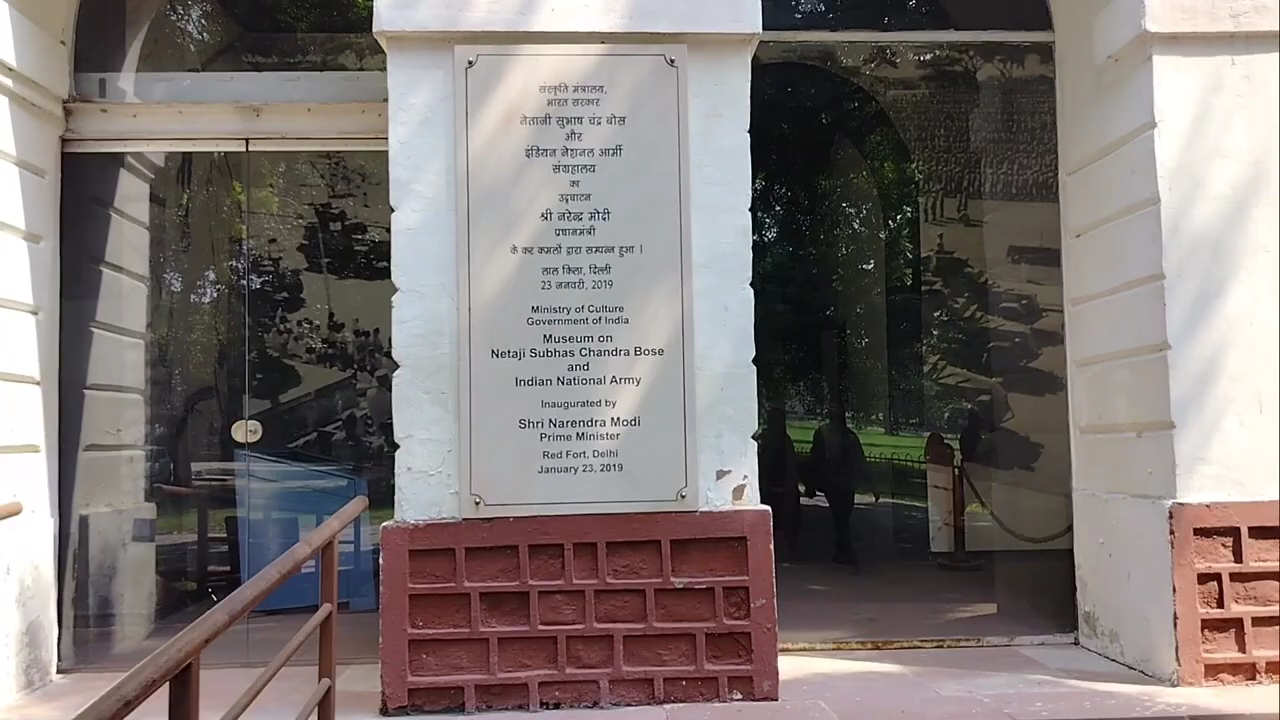 संस्कृति मंत्रालय,
भारत सरकार
नेताजी सुभाष चंद्र बोस
और
इंडियन नेशनल आर्मी
संग्रहालय
का
उद्घाटन
श्री नरेन्द्र मोदी
प्रधानमंत्री
के कर कमलों द्वारा सम्पन्न हुआ ।
लाल किला, दिल्ली
23 जनवरी, 2019
Ministry of Culture
Government of India
Museum on
Netaji Subhas Chandra Bose
and
Indian National Army
Inaugurated by
Shri Narendra Modi
Prime Minister
Red Fort, Delhi
January 23, 2019